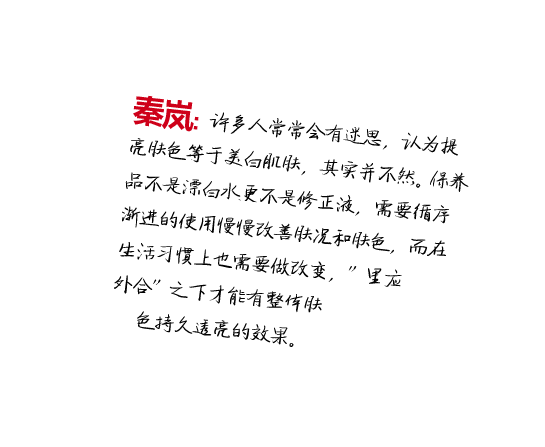 秦岚:许多人常常会有迷思，认为提
亮肤色等于美白肌肤，其实并不然。保养
品不是漂白水更不是修正液，需要循序
渐进的使用慢慢改善肤况和肤色，而在
生活习惯上也需要做改变，”里应
外合”之下才能有整体肤
色持久透亮的效果。